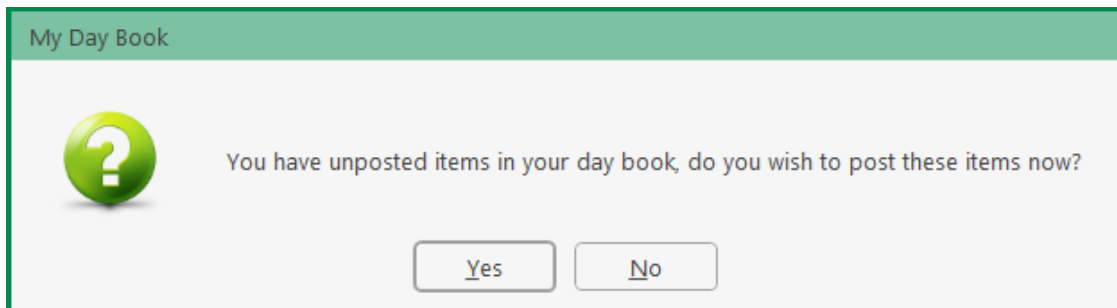 My Day Book
You have unposted items in your day book, do you wish to post these items now?
Yes No